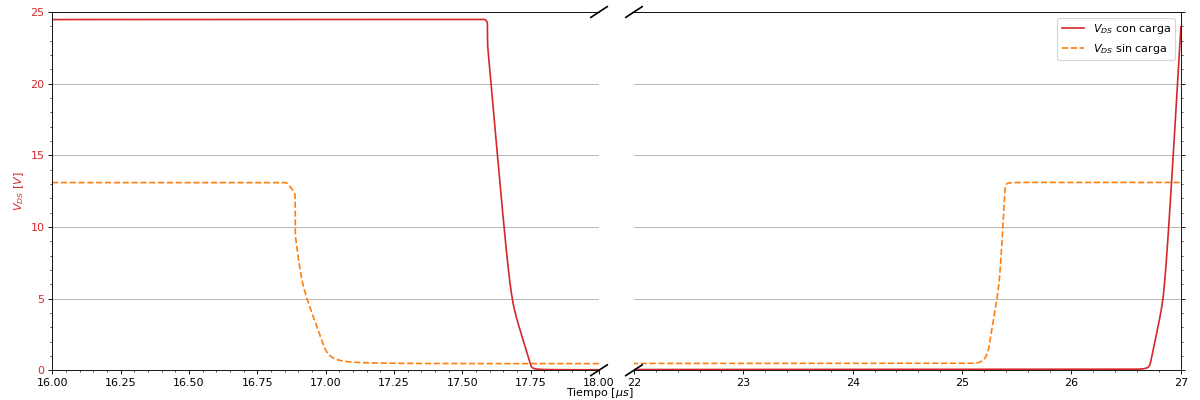 25
20
15
10
5
0
V_DS [V]
16.00 16.25 16.50 16.75 17.00 17.25 17.50 17.75 18.00 22 23 24 25 26 27
Tiempo [μs]
V_DS con carga
V_DS sin carga